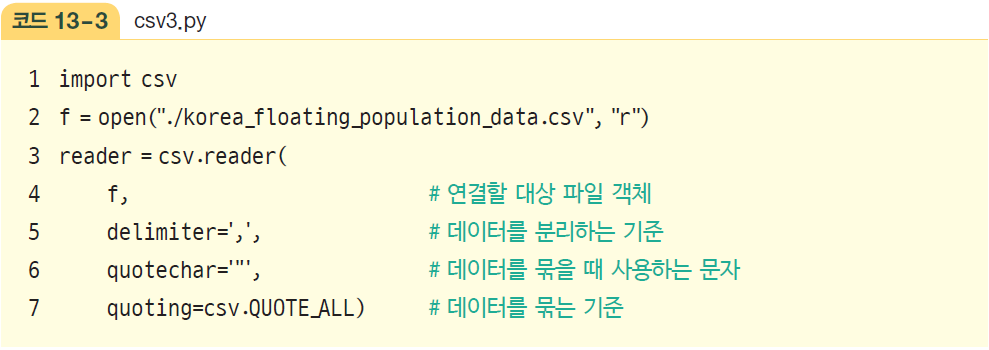 코드 13-3 csv3.py
1 import csv
2 f = open("./korea_floating_population_data.csv", "r")
3 reader = csv.reader(
4 f, # 연결할 대상 파일 객체
5 delimiter=',', # 데이터를 분리하는 기준
6 quotechar='"', # 데이터를 묶을 때 사용하는 문자
7 quoting=csv.QUOTE_ALL) # 데이터를 묶는 기준